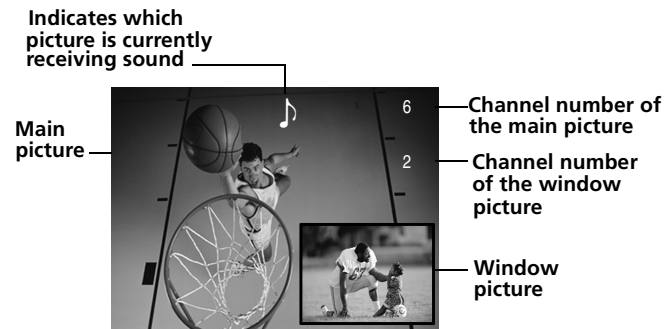 Indicates which
picture is currently
receiving sound
Main
picture
6
Channel number of
the main picture
2
Channel number
of the window
picture
Window
picture